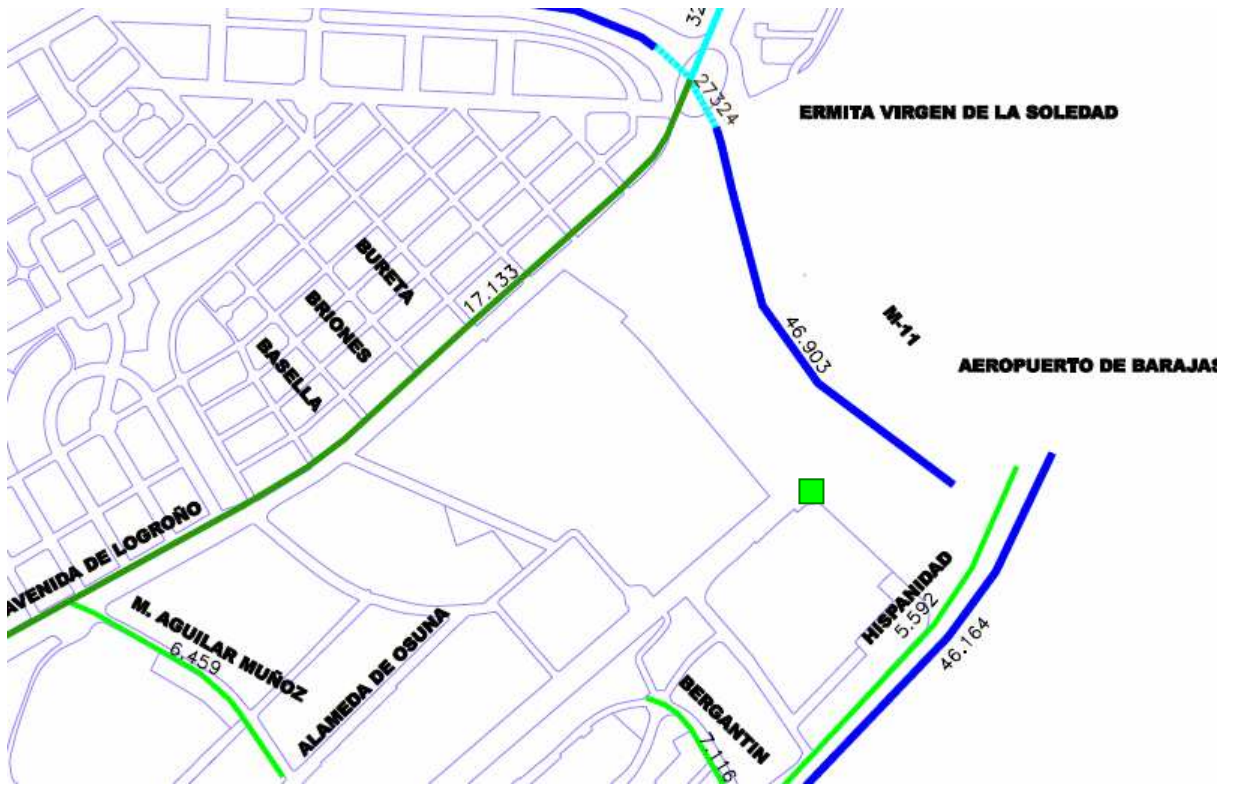 32
27324
ERMITA VIRGEN DE LA SOLEDAD
BURETA
17.133
BRIONES
M-11
46.903
BASELLA
AEROPUERTO DE BARAJAS
AVENIDA DE LOGROÑO
HISPANIDAD
5.592
M. AGUILAR MUÑOZ
6.459
46.164
ALAMEDA DE OSUNA
BERGANTIN
7.116